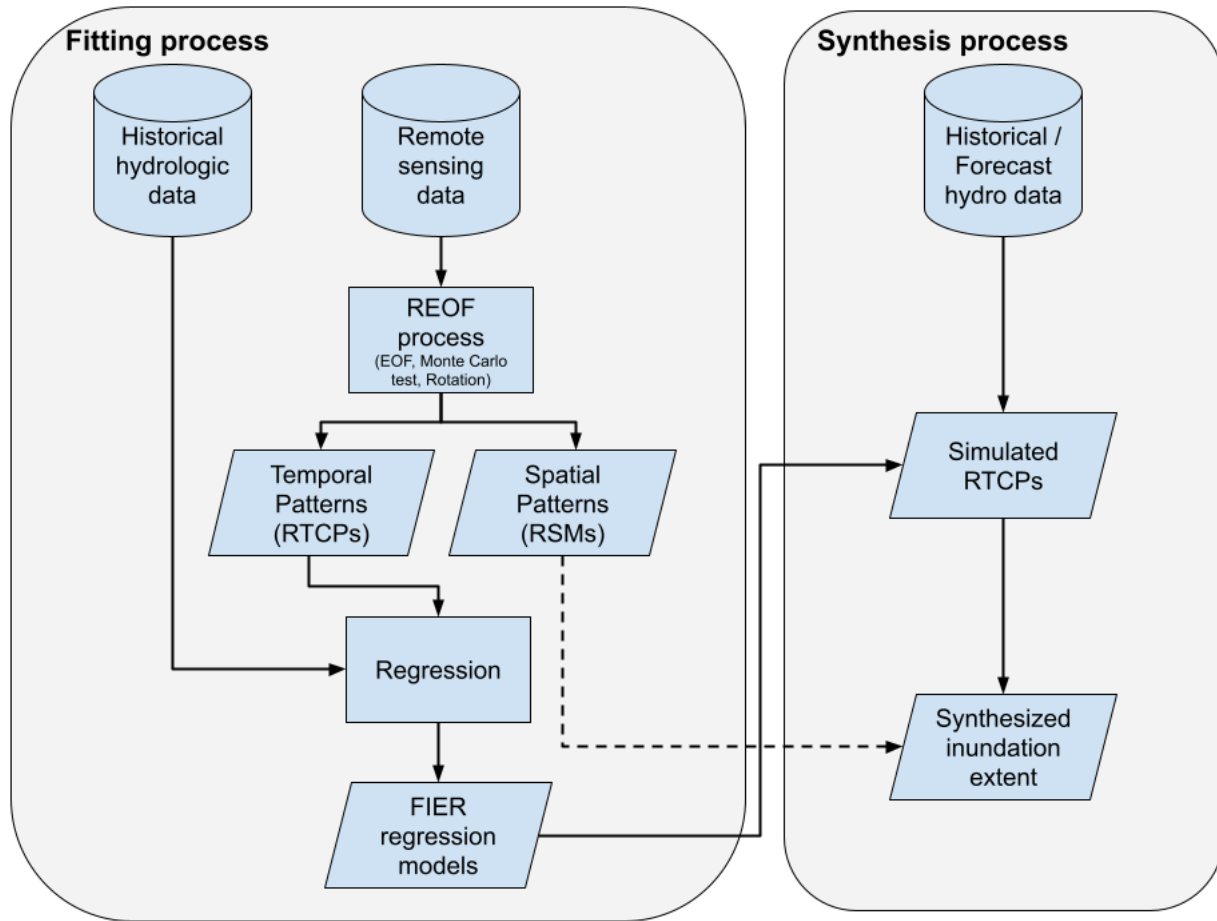 Fitting process
Historical
hydrologic
data
Remote
sensing
data
REOF
process
(EOF, Monte Carlo
test, Rotation)
Temporal
Patterns
(RTCPs)
Spatial
Patterns
(RSMs)
Regression
FIER
regression
models
Synthesis process
Historical /
Forecast
hydro data
Simulated
RTCPs
Synthesized
inundation
extent